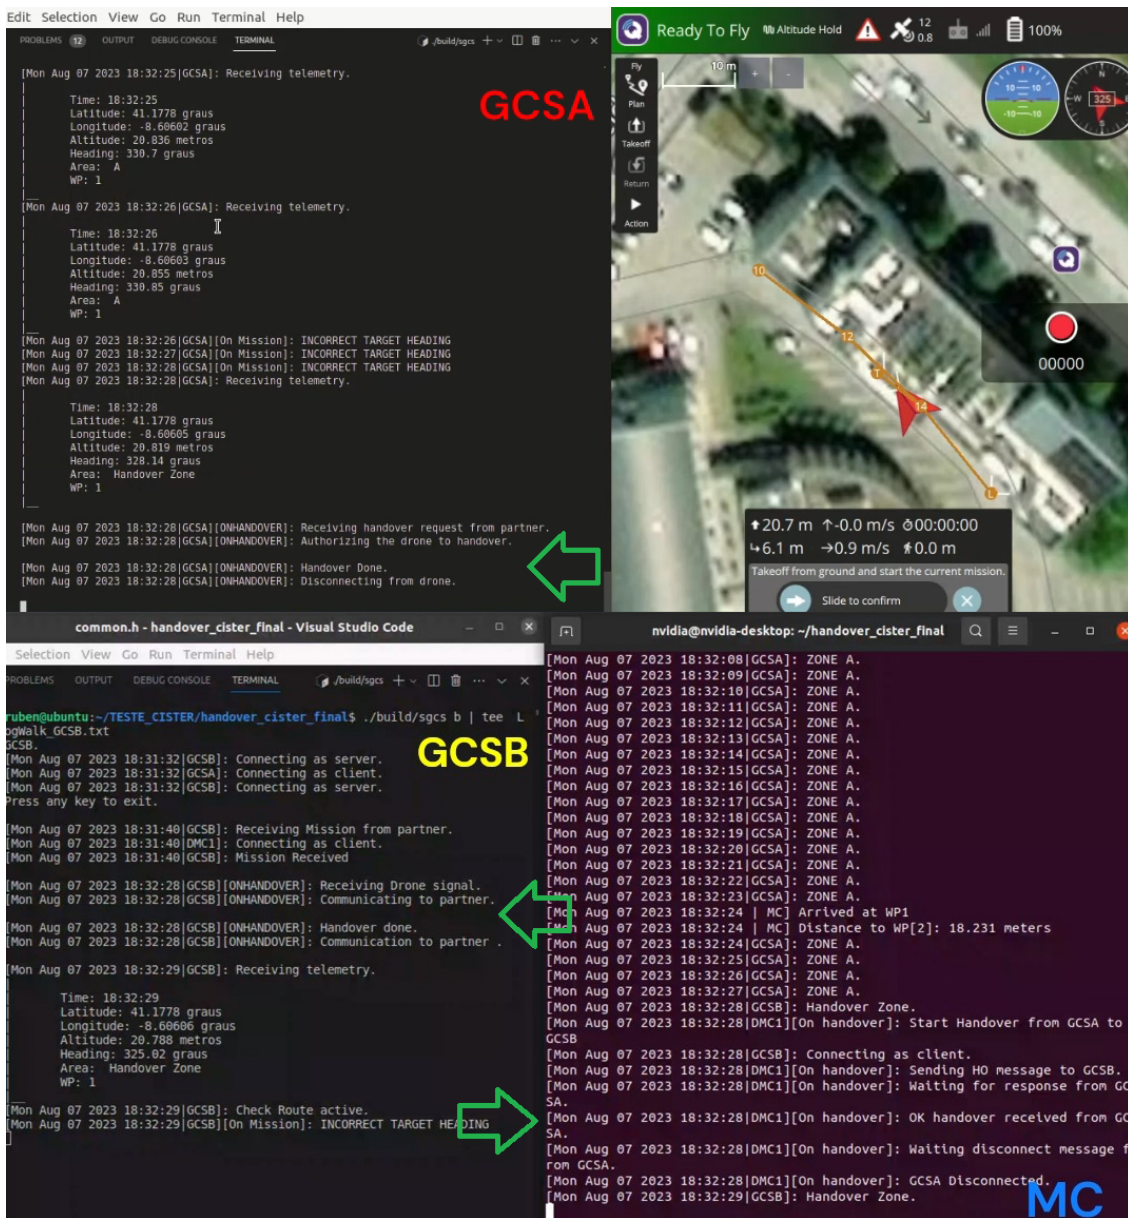 Edit Selection View Go Run Terminal Help
PROBLEMS 12 OUTPUT DEBUG CONSOLE TERMINAL ./build/sgcs
[Mon Aug 07 2023 18:32:25|GCSA]: Receiving telemetry.
Time: 18:32:25
Latitude: 41.1778 graus
Longitude: -8.60602 graus
Altitude: 20.836 metros
Heading: 330.7 graus
Area: A
WP: 1
[Mon Aug 07 2023 18:32:26|GCSA]: Receiving telemetry.
Time: 18:32:26
Latitude: 41.1778 graus
Longitude: -8.60603 graus
Altitude: 20.855 metros
Heading: 330.85 graus
Area: A
WP: 1
[Mon Aug 07 2023 18:32:26|GCSA][On Mission]: INCORRECT TARGET HEADING
[Mon Aug 07 2023 18:32:27|GCSA][On Mission]: INCORRECT TARGET HEADING
[Mon Aug 07 2023 18:32:28|GCSA][On Mission]: INCORRECT TARGET HEADING
[Mon Aug 07 2023 18:32:28|GCSA]: Receiving telemetry.
Time: 18:32:28
Latitude: 41.1778 graus
Longitude: -8.60605 graus
Altitude: 20.819 metros
Heading: 328.14 graus
Area: Handover Zone
WP: 1
[Mon Aug 07 2023 18:32:28|GCSA][ONHANDOVER]: Receiving handover request from partner.
[Mon Aug 07 2023 18:32:28|GCSA][ONHANDOVER]: Authorizing the drone to handover.
[Mon Aug 07 2023 18:32:28|GCSA][ONHANDOVER]: Handover Done.
[Mon Aug 07 2023 18:32:28|GCSA][ONHANDOVER]: Disconnecting from drone.
GCSA
Ready To Fly Altitude Hold 12 0.8 100%
Fly
Plan
Takeoff
Return
Action
10 m
+ -
10 10
-10 -10
N
W 325
S
00000
10
12
T
14
L
20.7 m -0.0 m/s 00:00:00
6.1 m 0.9 m/s 0.0 m
Takeoff from ground and start the current mission.
Slide to confirm
common.h - handover_cister_final - Visual Studio Code
Selection View Go Run Terminal Help
PROBLEMS OUTPUT DEBUG CONSOLE TERMINAL ./build/sgcs
ruben@ubuntu:~/TESTE_CISTER/handover_cister_final$ ./build/sgcs b | tee L
ogWalk_GCSB.txt
GCSB.
[Mon Aug 07 2023 18:31:32|GCSB]: Connecting as server.
[Mon Aug 07 2023 18:31:32|GCSA]: Connecting as client.
[Mon Aug 07 2023 18:31:32|GCSB]: Connecting as server.
Press any key to exit.
[Mon Aug 07 2023 18:31:40|GCSB]: Receiving Mission from partner.
[Mon Aug 07 2023 18:31:40|DMC1]: Connecting as client.
[Mon Aug 07 2023 18:31:40|GCSB]: Mission Received
[Mon Aug 07 2023 18:32:28|GCSB][ONHANDOVER]: Receiving Drone signal.
[Mon Aug 07 2023 18:32:28|GCSB][ONHANDOVER]: Communicating to partner.
[Mon Aug 07 2023 18:32:28|GCSB][ONHANDOVER]: Handover done.
[Mon Aug 07 2023 18:32:28|GCSB][ONHANDOVER]: Communication to partner .
[Mon Aug 07 2023 18:32:29|GCSB]: Receiving telemetry.
Time: 18:32:29
Latitude: 41.1778 graus
Longitude: -8.60606 graus
Altitude: 20.788 metros
Heading: 325.02 graus
Area: Handover Zone
WP: 1
[Mon Aug 07 2023 18:32:29|GCSB]: Check Route active.
[Mon Aug 07 2023 18:32:29|GCSB][On Mission]: INCORRECT TARGET HEADING
GCSB
nvidia@nvidia-desktop: ~/handover_cister_final
[Mon Aug 07 2023 18:32:08|GCSA]: ZONE A.
[Mon Aug 07 2023 18:32:09|GCSA]: ZONE A.
[Mon Aug 07 2023 18:32:10|GCSA]: ZONE A.
[Mon Aug 07 2023 18:32:11|GCSA]: ZONE A.
[Mon Aug 07 2023 18:32:12|GCSA]: ZONE A.
[Mon Aug 07 2023 18:32:13|GCSA]: ZONE A.
[Mon Aug 07 2023 18:32:14|GCSA]: ZONE A.
[Mon Aug 07 2023 18:32:15|GCSA]: ZONE A.
[Mon Aug 07 2023 18:32:16|GCSA]: ZONE A.
[Mon Aug 07 2023 18:32:17|GCSA]: ZONE A.
[Mon Aug 07 2023 18:32:18|GCSA]: ZONE A.
[Mon Aug 07 2023 18:32:19|GCSA]: ZONE A.
[Mon Aug 07 2023 18:32:20|GCSA]: ZONE A.
[Mon Aug 07 2023 18:32:21|GCSA]: ZONE A.
[Mon Aug 07 2023 18:32:22|GCSA]: ZONE A.
[Mon Aug 07 2023 18:32:23|GCSA]: ZONE A.
[Mon Aug 07 2023 18:32:24 | MC] Arrived at WP1
[Mon Aug 07 2023 18:32:24 | MC] Distance to WP[2]: 18.231 meters
[Mon Aug 07 2023 18:32:24|GCSA]: ZONE A.
[Mon Aug 07 2023 18:32:25|GCSA]: ZONE A.
[Mon Aug 07 2023 18:32:26|GCSA]: ZONE A.
[Mon Aug 07 2023 18:32:27|GCSA]: ZONE A.
[Mon Aug 07 2023 18:32:28|GCSB]: Handover Zone.
[Mon Aug 07 2023 18:32:28|DMC1][On handover]: Start Handover from GCSA to
GCSB
[Mon Aug 07 2023 18:32:28|GCSB]: Connecting as client.
[Mon Aug 07 2023 18:32:28|DMC1][On handover]: Sending HO message to GCSB.
[Mon Aug 07 2023 18:32:28|DMC1][On handover]: Waiting for response from GC
SA.
[Mon Aug 07 2023 18:32:28|DMC1][On handover]: OK handover received from GC
SA.
[Mon Aug 07 2023 18:32:28|DMC1][On handover]: Waiting disconnect message f
rom GCSA.
[Mon Aug 07 2023 18:32:28|DMC1][On handover]: GCSA Disconnected.
[Mon Aug 07 2023 18:32:29|GCSB]: Handover Zone.
MC